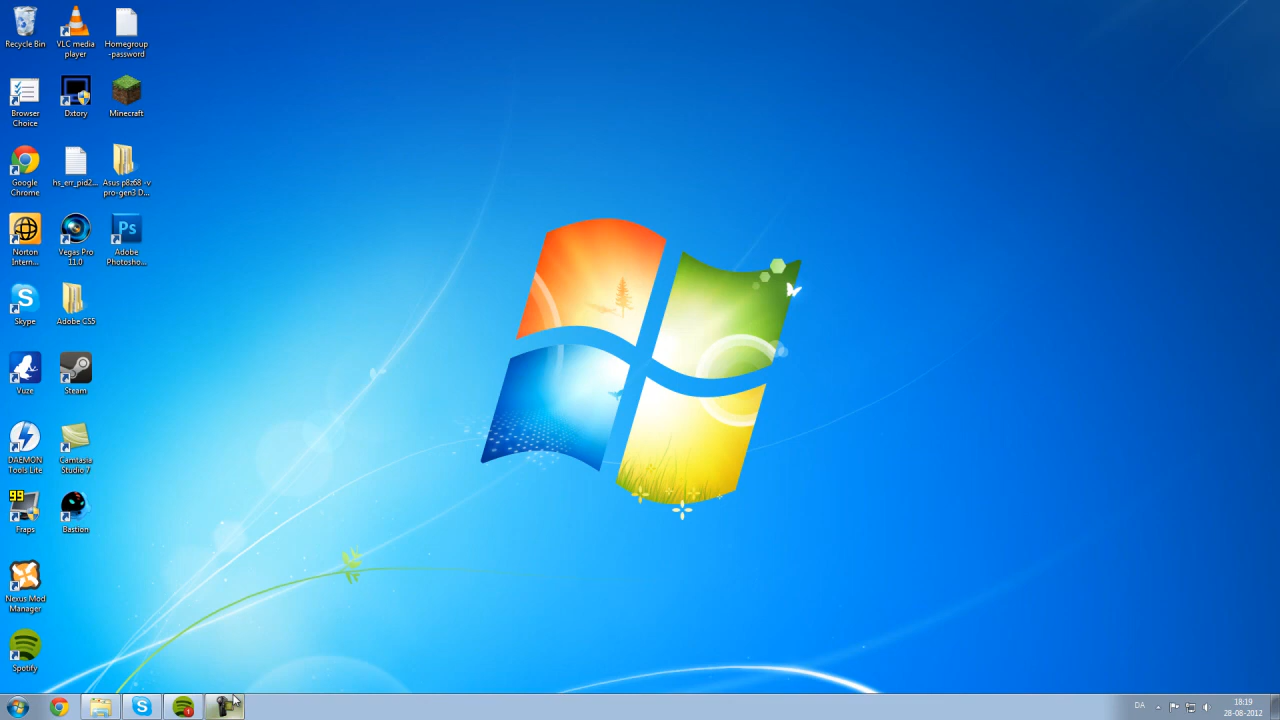 Recycle Bin
VLC media
player
Homegroup
-password
Browser
Choice
Dxtory
Minecraft
Google
Chrome
hs_err_pid2...
Asus p8z68 -v
pro-gen3 D...
Norton
Intern...
Vegas Pro
11.0
Ps
Adobe
Photosho...
Skype
Adobe CS5
Vuze
Steam
DAEMON
Tools Lite
Camtasia
Studio 7
99
Fraps
Bastion
Nexus Mod
Manager
Spotify
DA
18:19
28-08-2012